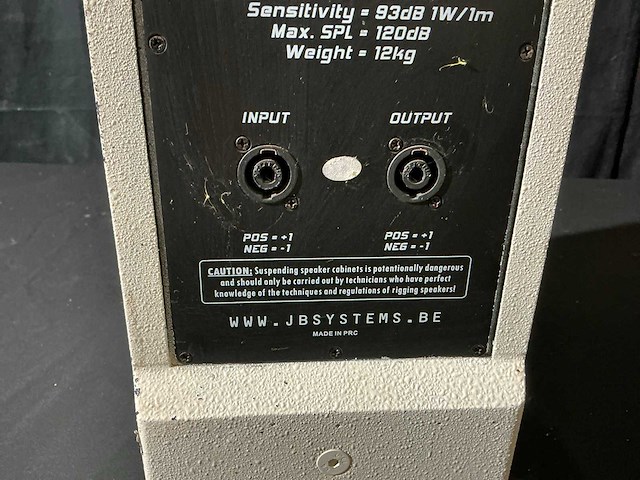 Sensitivity = 93dB 1W/1m
Max. SPL = 120dB
Weight = 12kg
INPUT
OUTPUT
POS = +1
NEG = -1
POS = +1
NEG = -1
CAUTION: Suspending speaker cabinets is potentially dangerous
and should only be carried out by technicians who have perfect
knowledge of the techniques and regulations of rigging speakers!
WWW.JBSYSTEMS.BE
MADE IN PRC